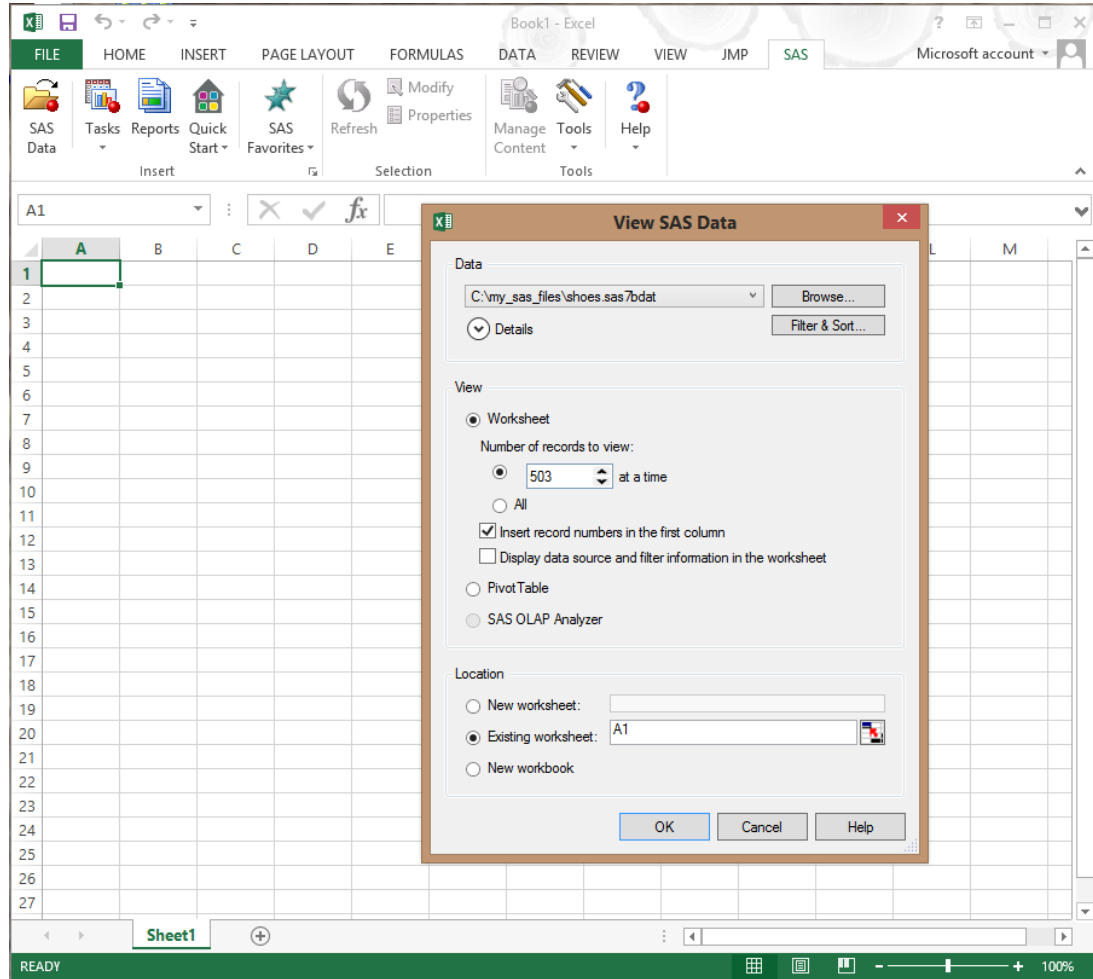 Book1 - Excel
?
FILE HOME INSERT PAGE LAYOUT FORMULAS DATA REVIEW VIEW JMP SAS Microsoft account
SAS Data
Tasks
Reports
Quick Start
SAS Favorites
Refresh
Modify
Properties
Manage Content
Tools
Help
Insert Selection Tools
A1 fx
A B C D E L M
1
2
3
4
5
6
7
8
9
10
11
12
13
14
15
16
17
18
19
20
21
22
23
24
25
26
27
View SAS Data
Data
C:\my_sas_files\shoes.sas7bdat Browse...
Details Filter & Sort...
View
Worksheet
Number of records to view:
503 at a time
All
Insert record numbers in the first column
Display data source and filter information in the worksheet
PivotTable
SAS OLAP Analyzer
Location
New worksheet:
Existing worksheet: A1
New workbook
OK Cancel Help
Sheet1
READY 100%